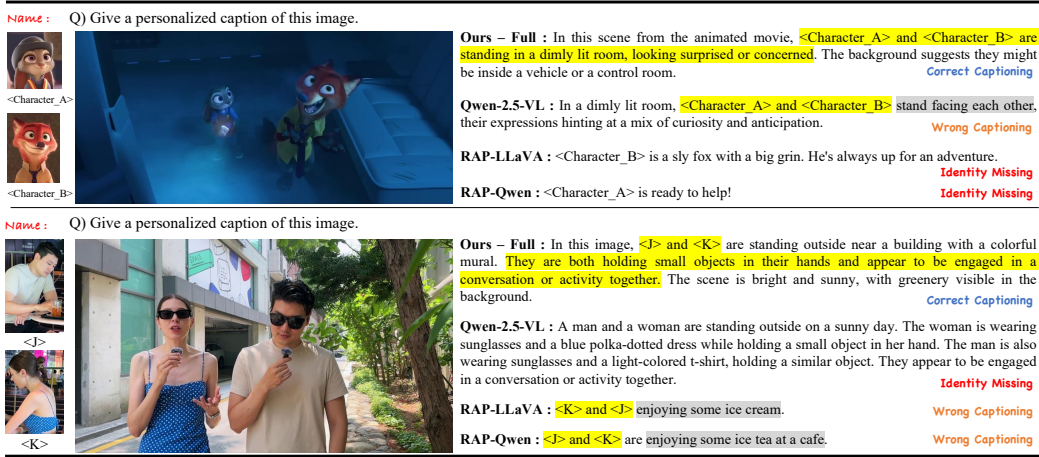 Name :
Q) Give a personalized caption of this image.
<Character_A>
<Character_B>
Ours – Full : In this scene from the animated movie, <Character_A> and <Character_B> are
standing in a dimly lit room, looking surprised or concerned. The background suggests they might
be inside a vehicle or a control room.
Correct Captioning
Qwen-2.5-VL : In a dimly lit room, <Character_A> and <Character_B> stand facing each other,
their expressions hinting at a mix of curiosity and anticipation.
Wrong Captioning
RAP-LLaVA : <Character_B> is a sly fox with a big grin. He's always up for an adventure.
Identity Missing
RAP-Qwen : <Character_A> is ready to help!
Identity Missing
Name :
Q) Give a personalized caption of this image.
<J>
<K>
Ours – Full : In this image, <J> and <K> are standing outside near a building with a colorful
mural. They are both holding small objects in their hands and appear to be engaged in a
conversation or activity together. The scene is bright and sunny, with greenery visible in the
background.
Correct Captioning
Qwen-2.5-VL : A man and a woman are standing outside on a sunny day. The woman is wearing
sunglasses and a blue polka-dotted dress while holding a small object in her hand. The man is also
wearing sunglasses and a light-colored t-shirt, holding a similar object. They appear to be engaged
in a conversation or activity together.
Identity Missing
RAP-LLaVA : <K> and <J> enjoying some ice cream.
Wrong Captioning
RAP-Qwen : <J> and <K> are enjoying some ice tea at a cafe.
Wrong Captioning